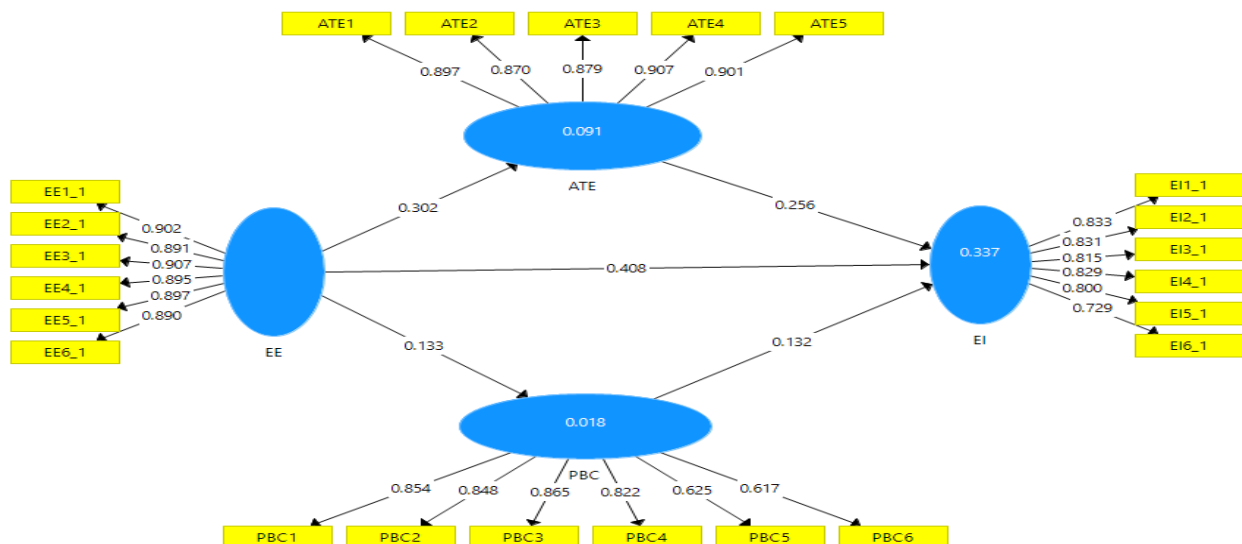 ATE1 ATE2 ATE3 ATE4 ATE5
0.897 0.870 0.879 0.907 0.901
0.091
ATE
EE1_1
EE2_1
EE3_1
EE4_1
EE5_1
EE6_1
0.902
0.891
0.907
0.895
0.897
0.890
EE
0.302
0.408
0.133
0.256
0.132
0.337
EI
0.833
0.831
0.815
0.829
0.800
0.729
EI1_1
EI2_1
EI3_1
EI4_1
EI5_1
EI6_1
0.018
PBC
0.854 0.848 0.865 0.822 0.625 0.617
PBC1 PBC2 PBC3 PBC4 PBC5 PBC6